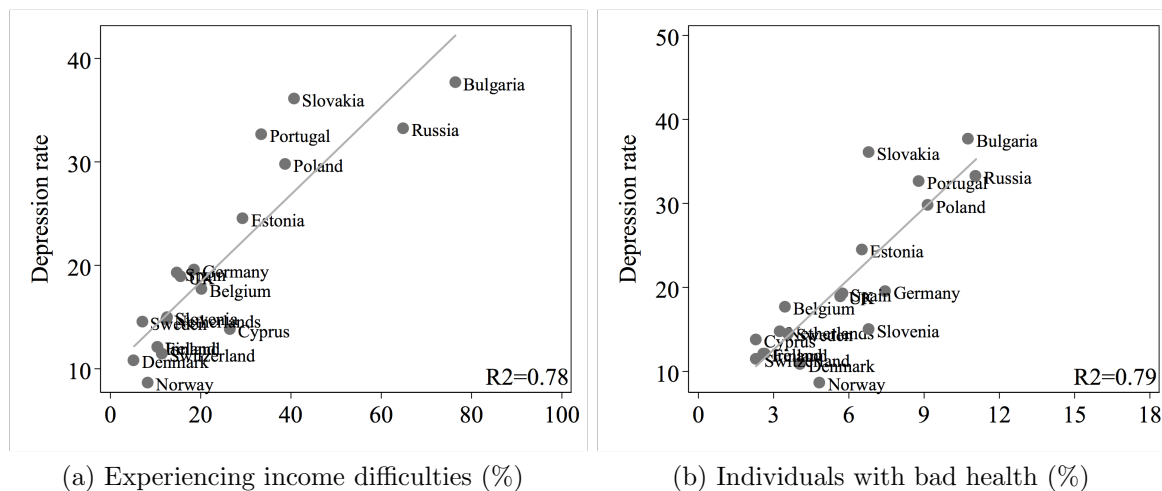 Depression rate
40
30
20
10
0 20 40 60 80 100
Bulgaria
Slovakia
Russia
Portugal
Poland
Estonia
Germany
Spain
UK
Belgium
Slovenia
Netherlands
Sweden
Cyprus
Finland
Switzerland
Denmark
Norway
R2=0.78
(a) Experiencing income difficulties (%)
Depression rate
50
40
30
20
10
0 3 6 9 12 15 18
Bulgaria
Slovakia
Russia
Portugal
Poland
Estonia
Germany
Spain
UK
Belgium
Slovenia
Netherlands
Sweden
Cyprus
Finland
Switzerland
Denmark
Norway
R2=0.79
(b) Individuals with bad health (%)